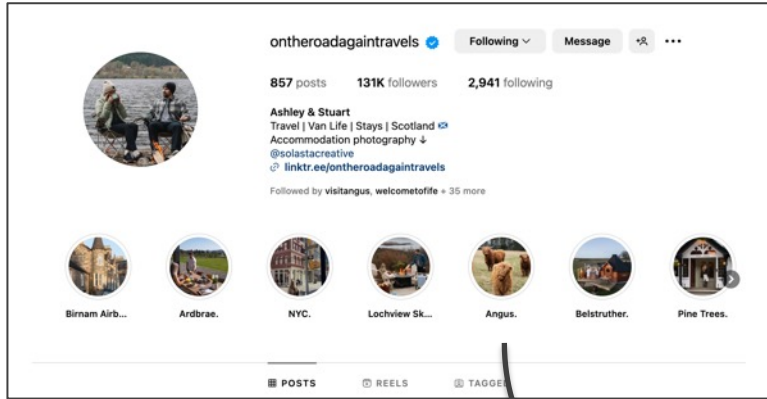 ontheroadagaintravels Following Message
857 posts 131K followers 2,941 following
Ashley & Stuart
Travel | Van Life | Stays | Scotland 🏴󠁧󠁢󠁳󠁣󠁴󠁿
Accommodation photography ↓
@solastacreative
linktr.ee/ontheroadagaintravels
Followed by visitangus, welcometofife + 35 more
Birnam Airb... Ardbrae. NYC. Lochview Sk... Angus. Belstruther. Pine Trees.
POSTS REELS TAGGED